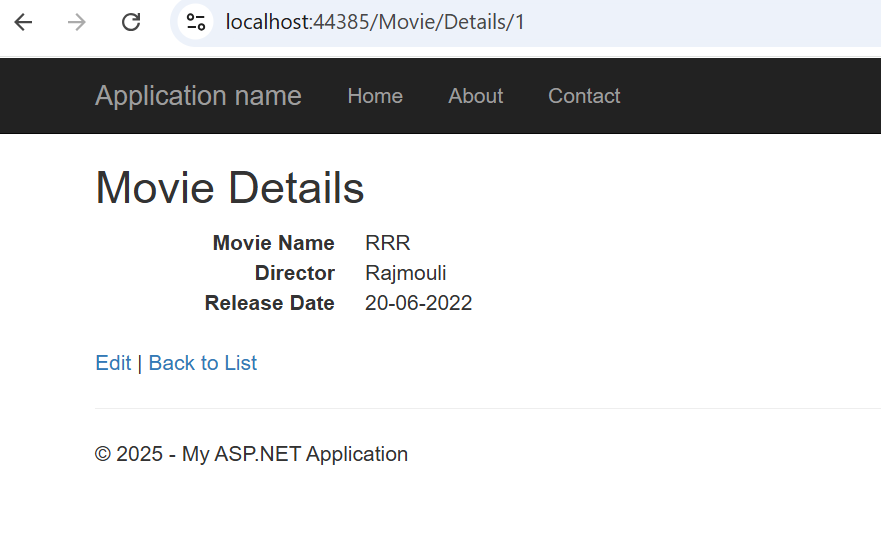 localhost:44385/Movie/Details/1
Application name Home About Contact
Movie Details
Movie Name RRR
Director Rajmouli
Release Date 20-06-2022
Edit | Back to List
© 2025 - My ASP.NET Application